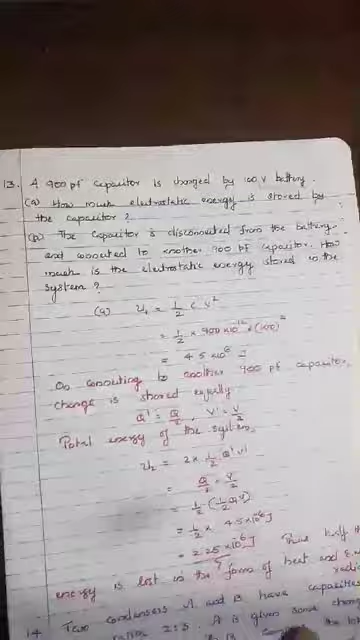 13. A 900 pf capacitor is charged by 100 v battery.
(a) How much electrostatic energy is stored by
the capacitor?
(b) The capacitor is disconnected from the battery
and connected to another 900 pf capacitor. How
much is the electrostatic energy stored in the
system?
(a) U₁ = 1/2 C V²
= 1/2 × 900×10⁻¹² × (100)²
= 4.5×10⁻⁶ J
On connecting to another 900 pf capacitor,
charge is shared equally
Q' = Q/2, V' = V/2
Total energy of the system,
U₂ = 2 × 1/2 Q'V'
= Q/2 × V/2
= 1/2 (1/2 QV)
= 1/2 × 4.5×10⁻⁶ J
= 2.25×10⁻⁶ J Thus half the
energy is lost in the form of heat and E.m
14. Two condensers A and B have capacities
ratio 2:3. A is given some charge